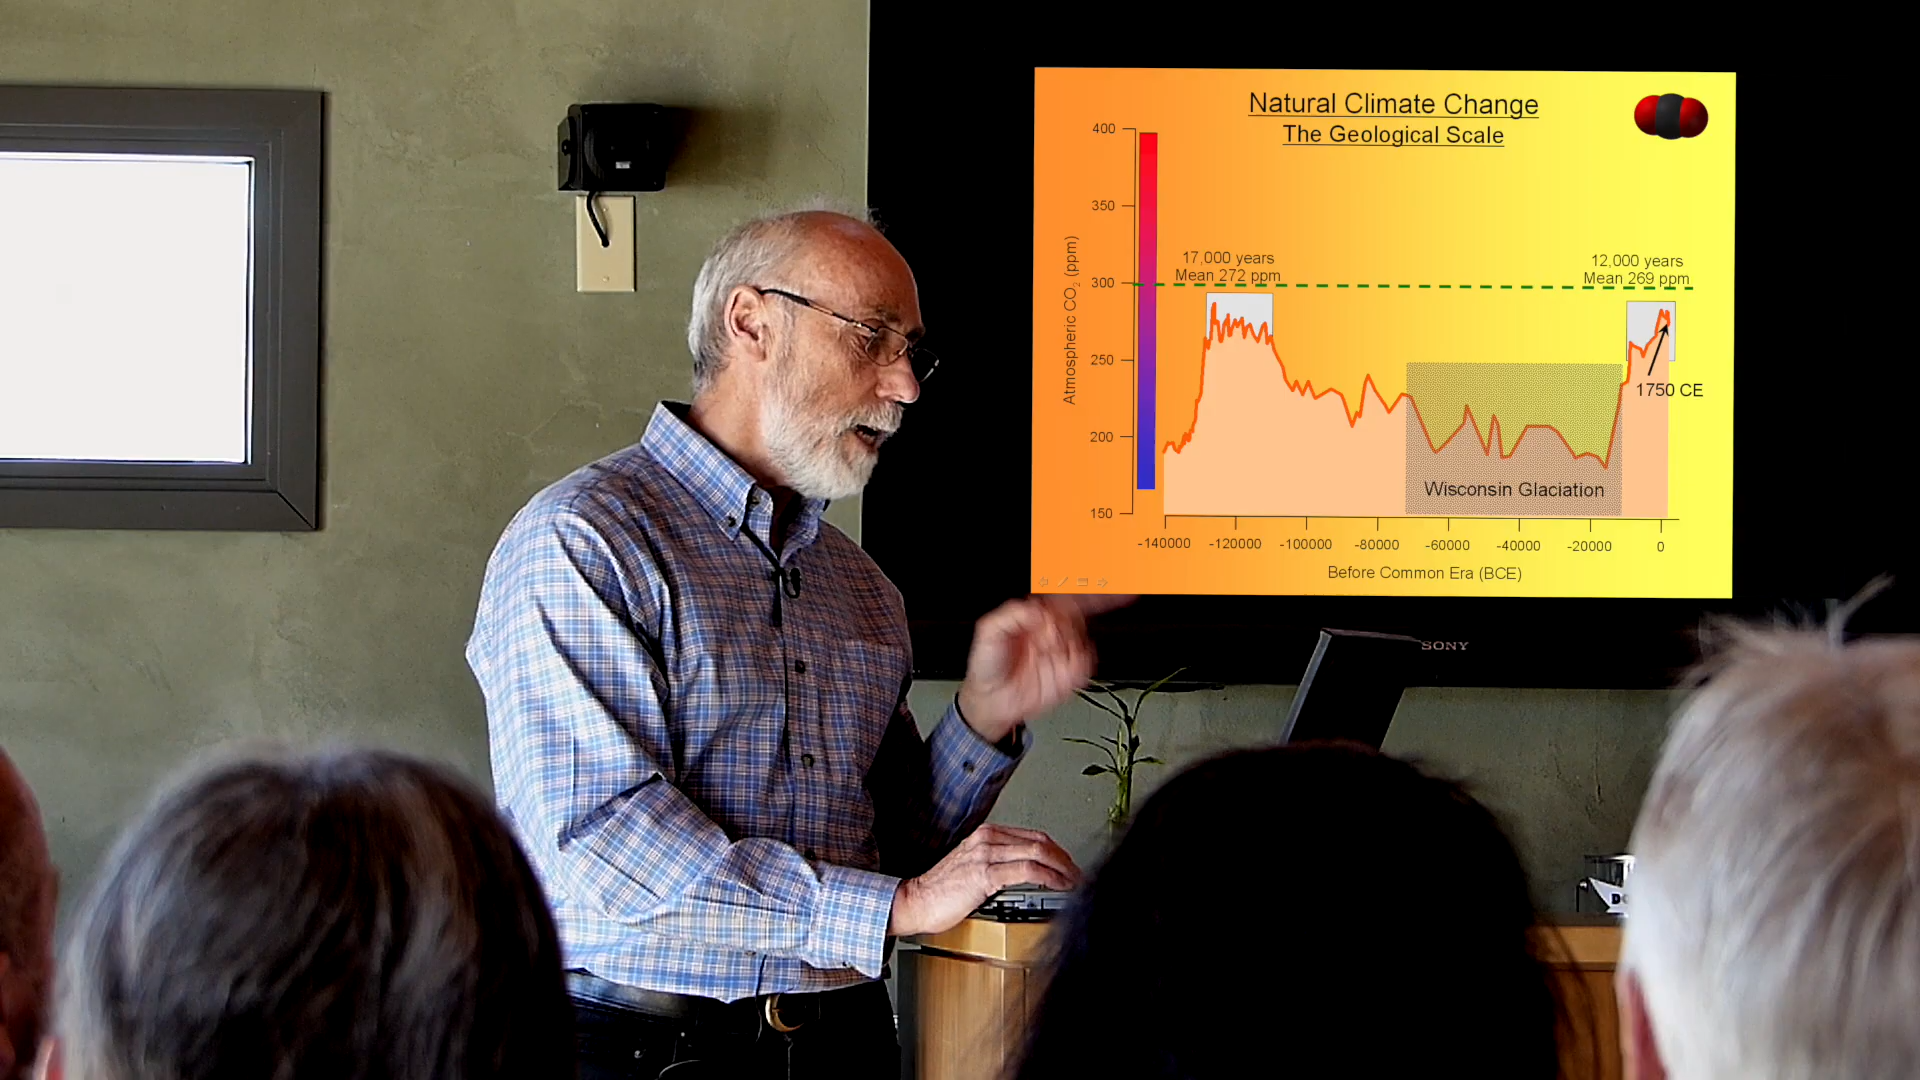 Natural Climate Change
The Geological Scale
400
350
300
250
200
150
Atmospheric CO₂ (ppm)
17,000 years
Mean 272 ppm
12,000 years
Mean 269 ppm
1750 CE
Wisconsin Glaciation
-140000 -120000 -100000 -80000 -60000 -40000 -20000 0
Before Common Era (BCE)
SONY